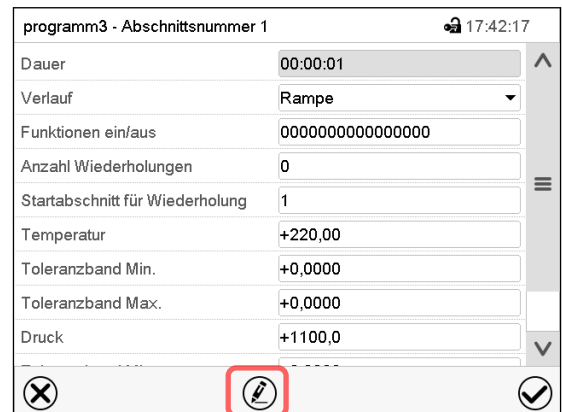 programm3 - Abschnittsnummer 1 17:42:17
Dauer 00:00:01
Verlauf Rampe
Funktionen ein/aus 0000000000000000
Anzahl Wiederholungen 0
Startabschnitt für Wiederholung 1
Temperatur +220,00
Toleranzband Min. +0,0000
Toleranzband Max. +0,0000
Druck +1100,0